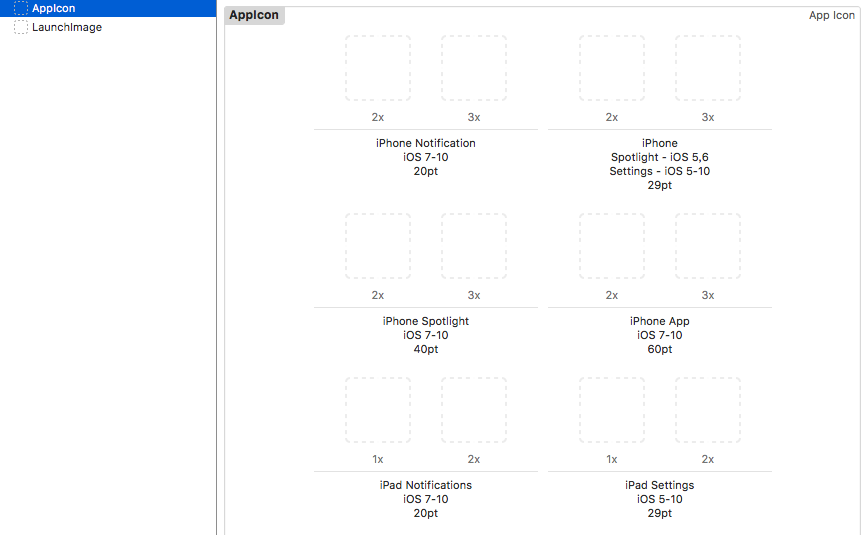 AppIcon
LaunchImage
AppIcon
App Icon
2x 3x
iPhone Notification
iOS 7-10
20pt
2x 3x
iPhone
Spotlight - iOS 5,6
Settings - iOS 5-10
29pt
2x 3x
iPhone Spotlight
iOS 7-10
40pt
2x 3x
iPhone App
iOS 7-10
60pt
1x 2x
iPad Notifications
iOS 7-10
20pt
1x 2x
iPad Settings
iOS 5-10
29pt